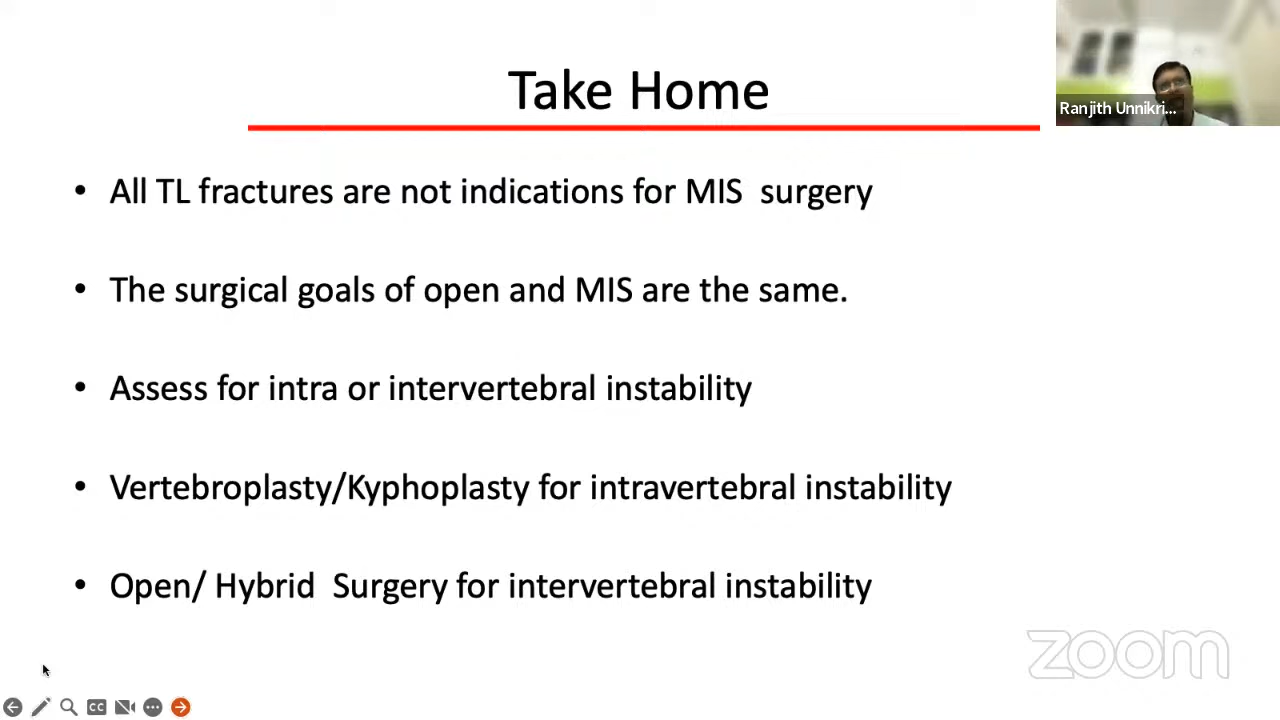 Take Home
Ranjith Unnikri...
• All TL fractures are not indications for MIS  surgery
• The surgical goals of open and MIS are the same.
• Assess for intra or intervertebral instability
• Vertebroplasty/Kyphoplasty for intravertebral instability
• Open/ Hybrid  Surgery for intervertebral instability
zoom
CC